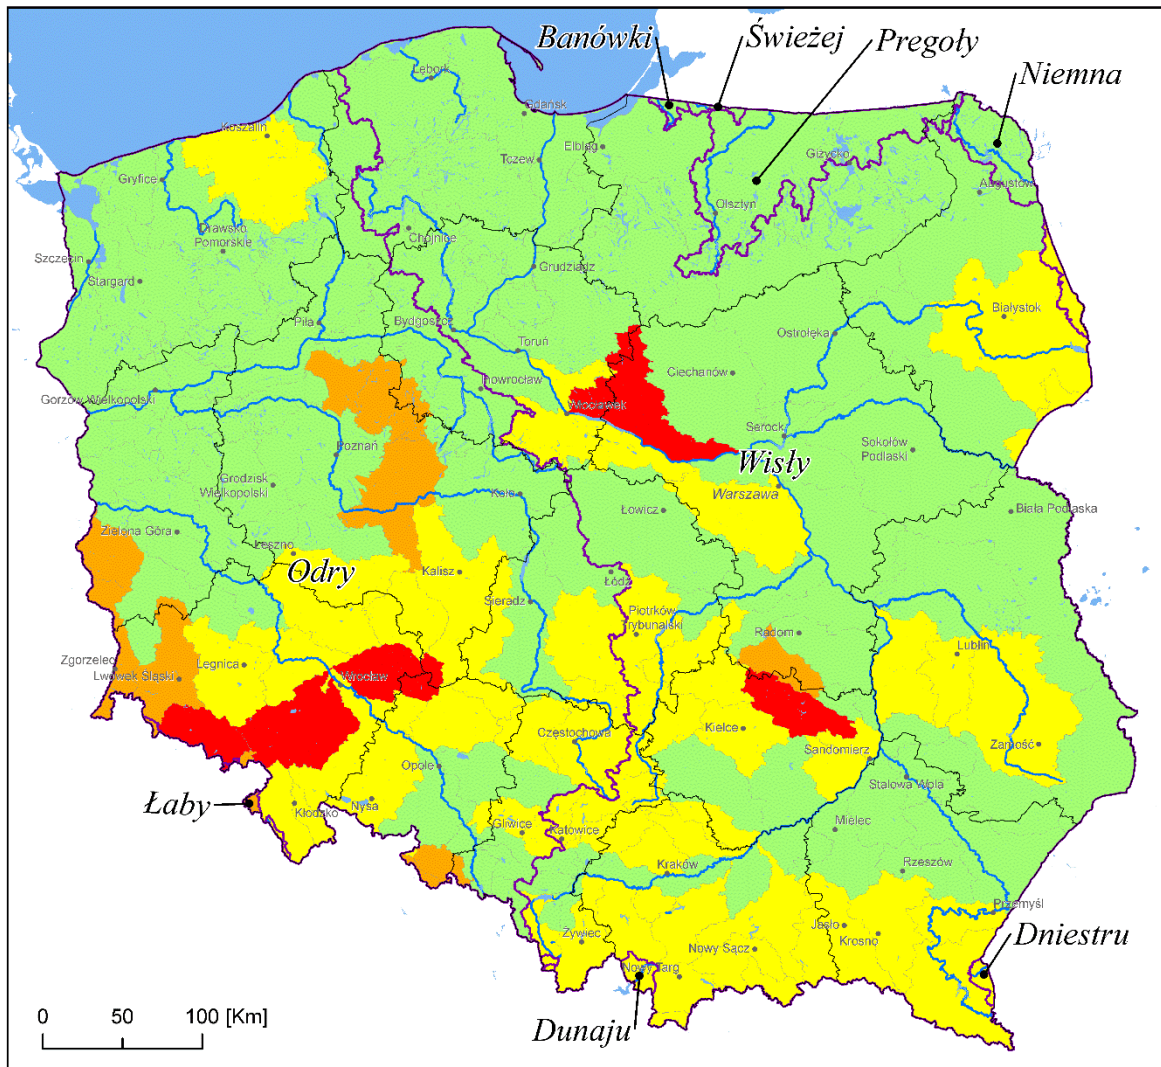 Banówki
Świeżej
Pregoły
Niemna
Lębork
Gdańsk
Koszalin
Tczew
Elbląg
Giżycko
Gryfice
Augustów
Olsztyn
Drawsko
Pomorskie
Chojnice
Szczecin
Stargard
Grudziądz
Białystok
Piła
Bydgoszcz
Ostrołęka
Toruń
Ciechanów
Inowrocław
Gorzów Wielkopolski
Włocławek
Serock
Sokołów
Podlaski
Poznań
Wisły
Grodzisk
Wielkopolski
Koło
Warszawa
Łowicz
Biała Podlaska
Zielona Góra
Leszno
Odry
Kalisz
Łódź
Sieradz
Piotrków
Trybunalski
Radom
Zgorzelec
Legnica
Lwówek Śląski
Wrocław
Lublin
Kielce
Częstochowa
Sandomierz
Zamość
Opole
Stalowa Wola
Łaby
Kłodzko
Nysa
Gliwice
Katowice
Mielec
Kraków
Rzeszów
Przemyśl
Żywiec
Jasło
Krosno
Nowy Sącz
Dniestru
Nowy Targ
Dunaju
0 50 100 [Km]